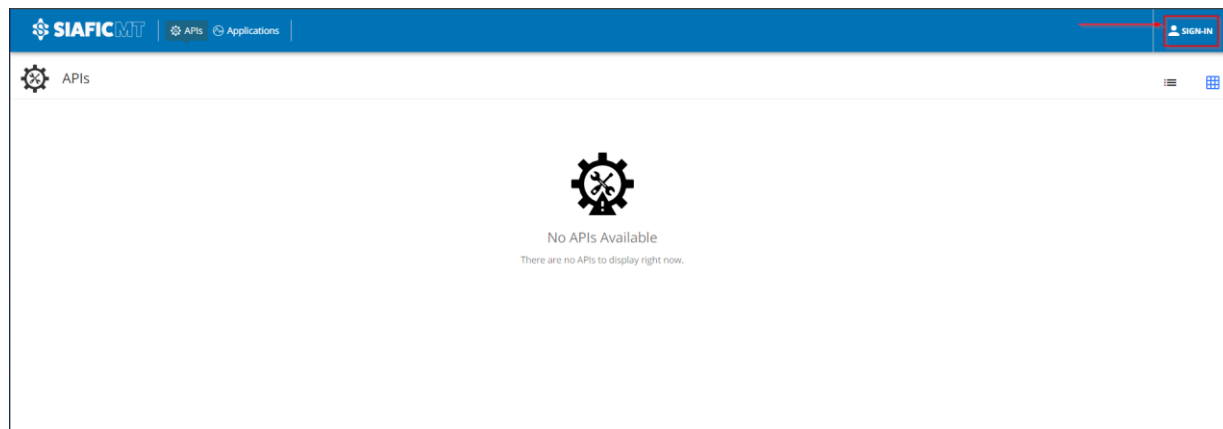 SIAFICMT APIs Applications SIGN-IN
APIs
No APIs Available
There are no APIs to display right now.